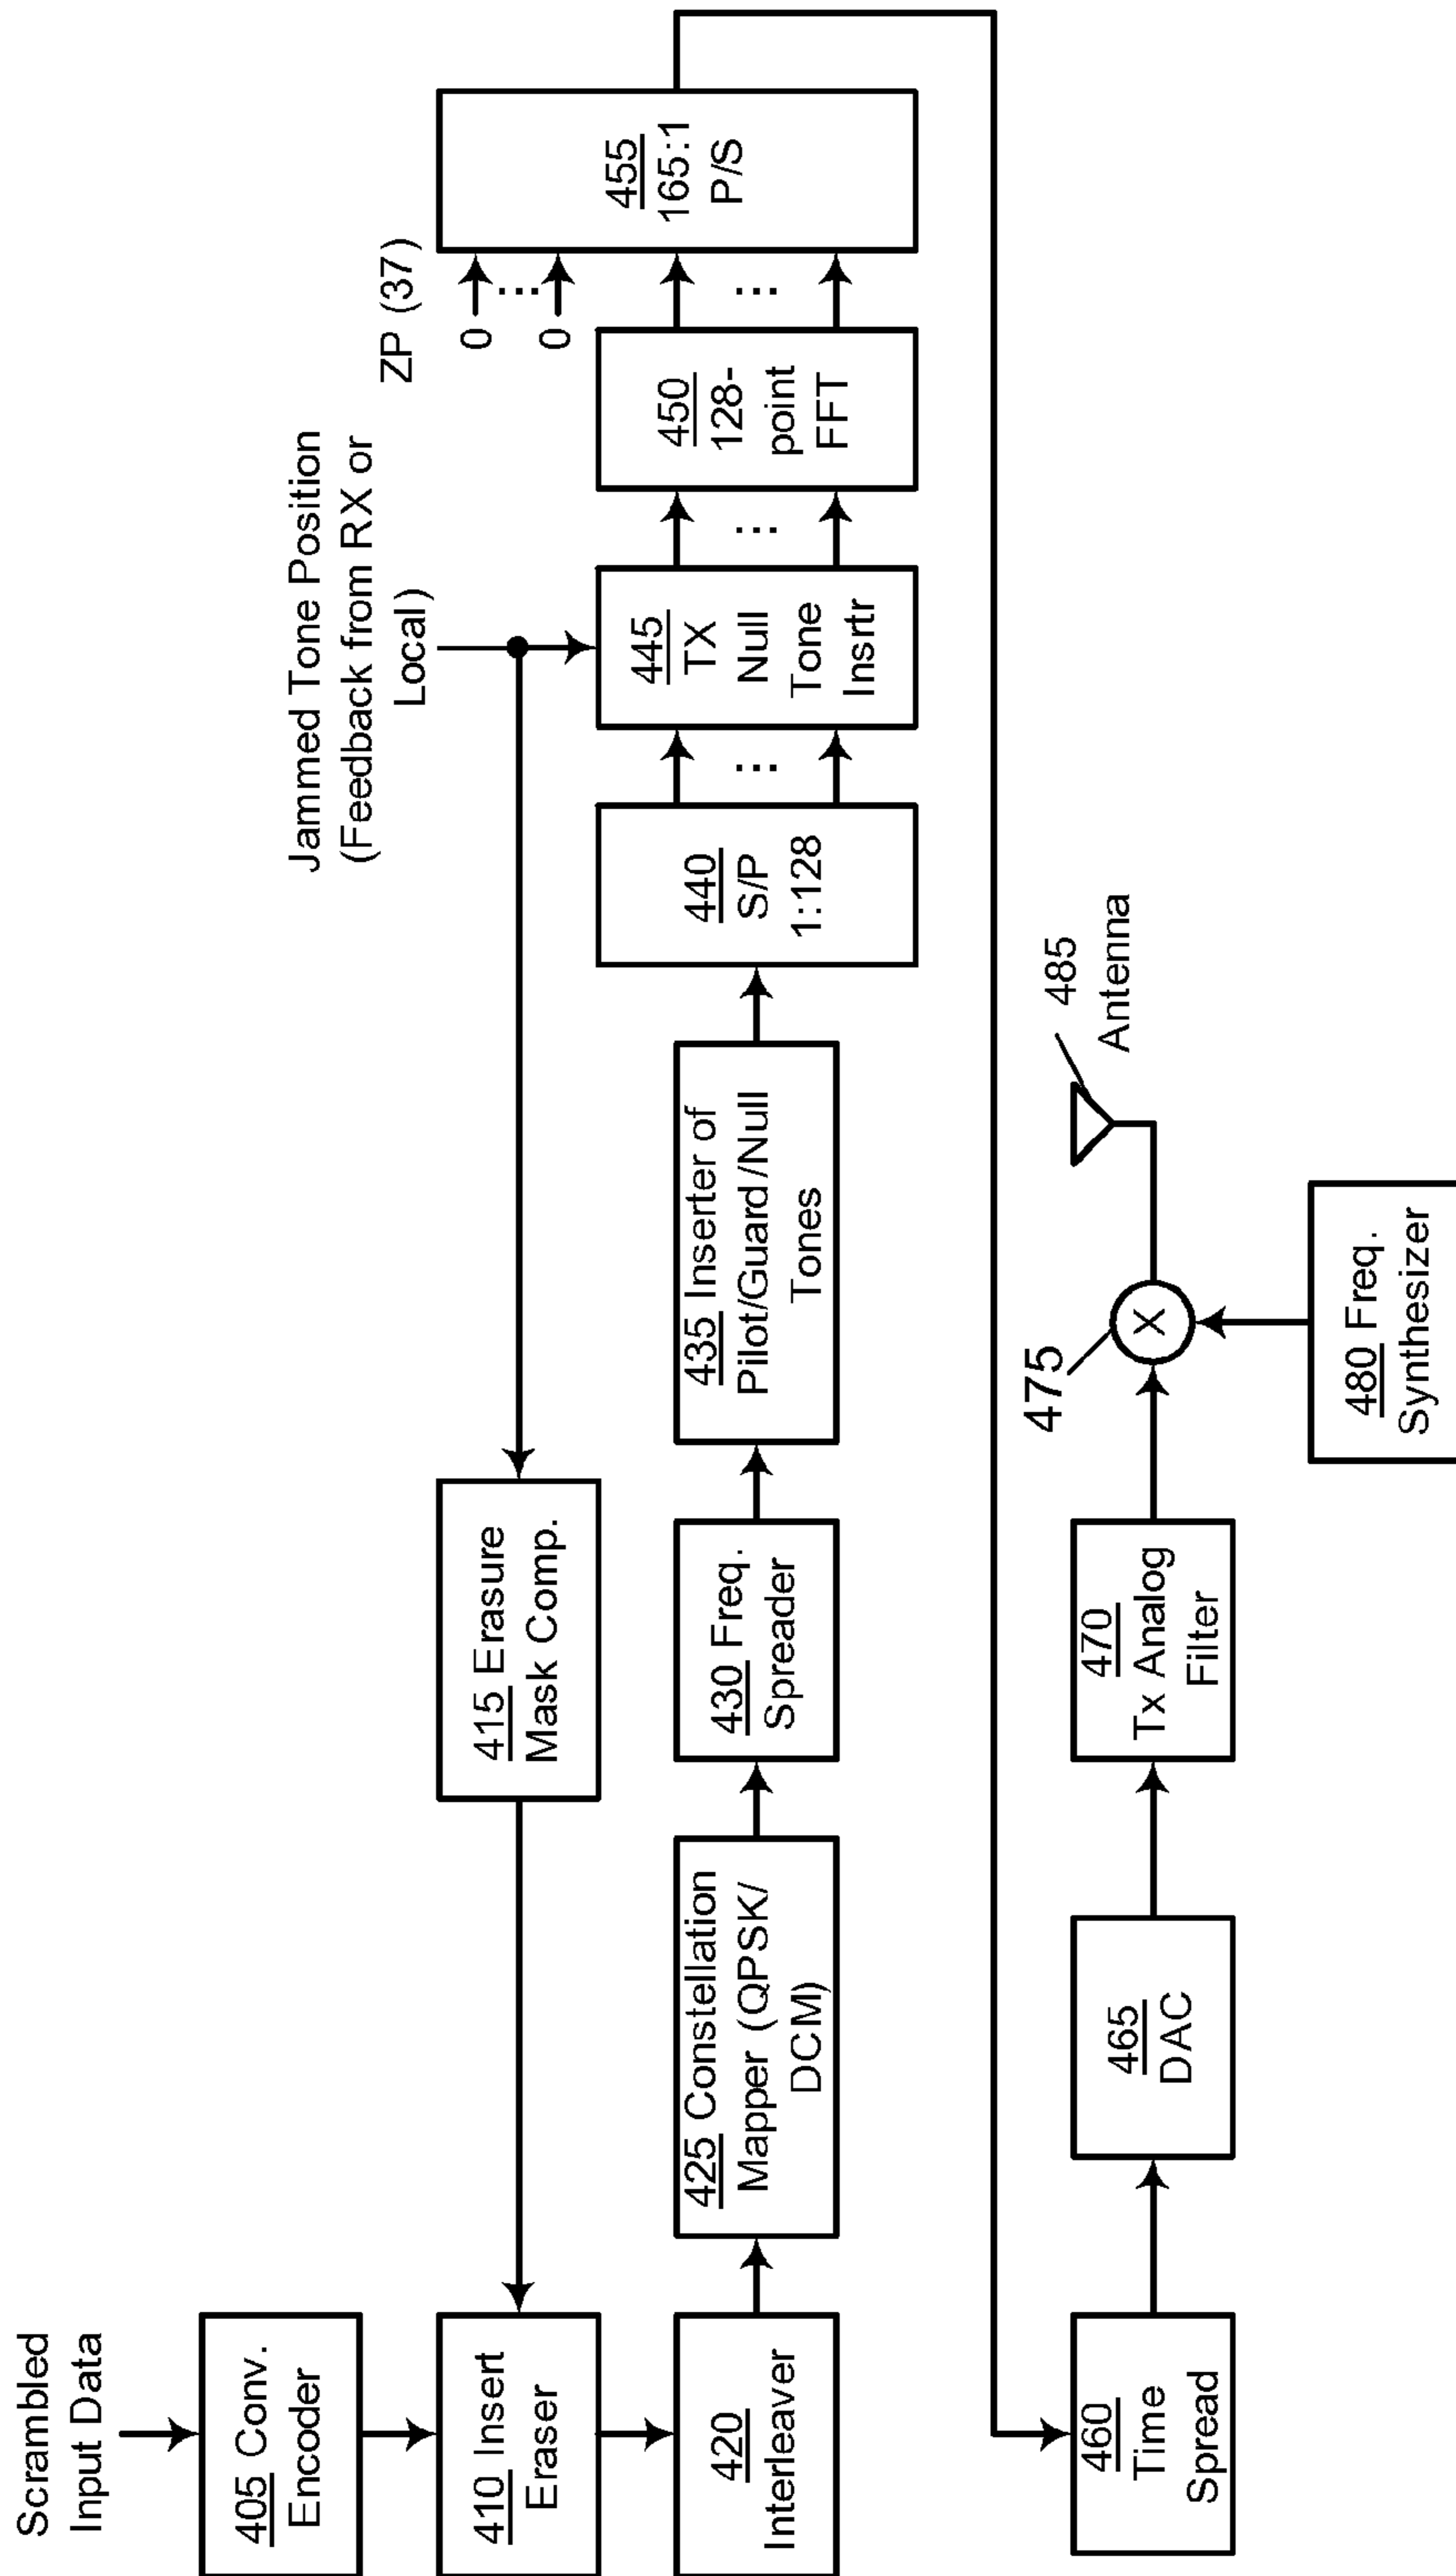 Scrambled
Input Data
405 Conv.
Encoder
410 Insert
Eraser
415 Erasure
Mask Comp.
Jammed Tone Position
(Feedback from RX or
Local)
420
Interleaver
425 Constellation
Mapper (QPSK/
DCM)
430 Freq.
Spreader
435 Inserter of
Pilot/Guard/Null
Tones
440
S/P
1:128
...
445
TX
Null
Tone
Insrtr
...
450
128-
point
FFT
...
ZP (37)
0
...
0
455
165:1
P/S
460
Time
Spread
465
DAC
470
Tx Analog
Filter
475
X
480 Freq.
Synthesizer
485
Antenna